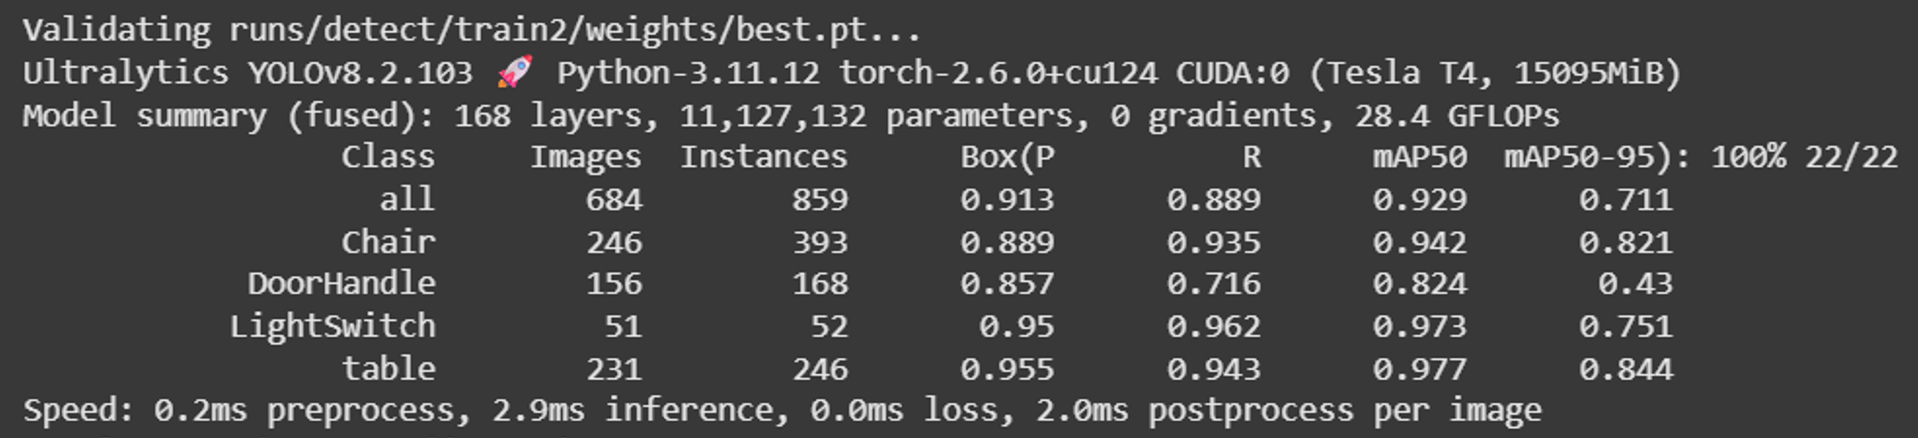 Validating runs/detect/train2/weights/best.pt...
Ultralytics YOLOv8.2.103 🚀 Python-3.11.12 torch-2.6.0+cu124 CUDA:0 (Tesla T4, 15095MiB)
Model summary (fused): 168 layers, 11,127,132 parameters, 0 gradients, 28.4 GFLOPs
Class Images Instances Box(P R mAP50 mAP50-95): 100% 22/22
all 684 859 0.913 0.889 0.929 0.711
Chair 246 393 0.889 0.935 0.942 0.821
DoorHandle 156 168 0.857 0.716 0.824 0.43
LightSwitch 51 52 0.95 0.962 0.973 0.751
table 231 246 0.955 0.943 0.977 0.844
Speed: 0.2ms preprocess, 2.9ms inference, 0.0ms loss, 2.0ms postprocess per image